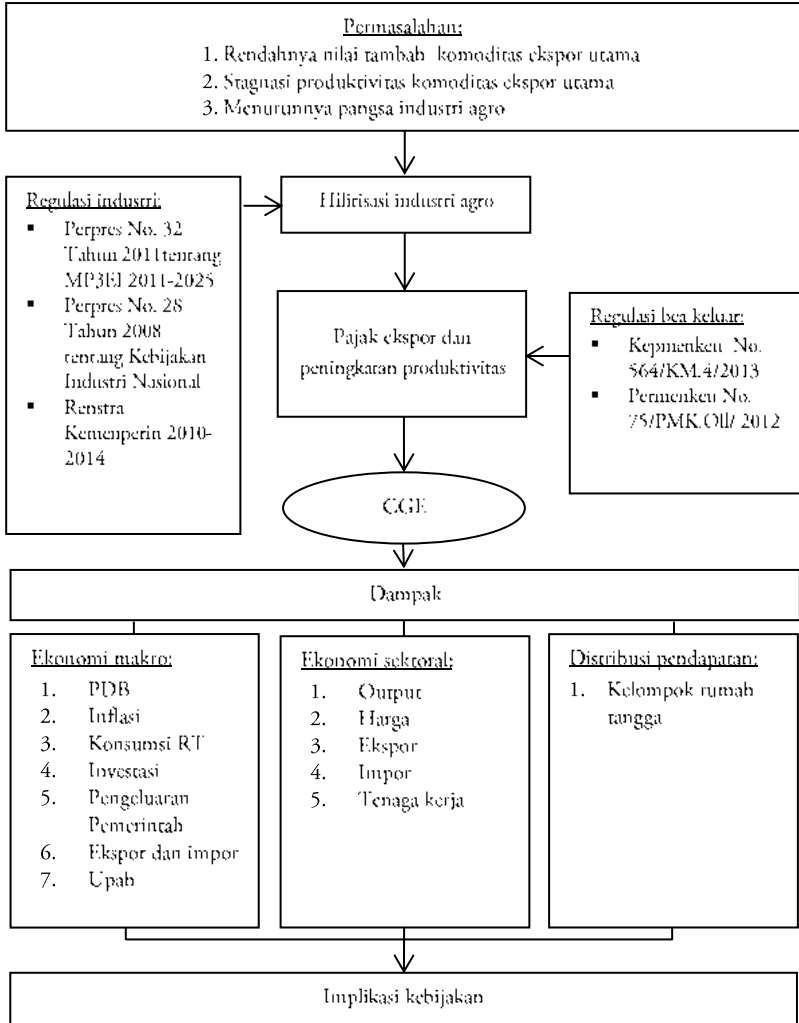 Permasalahan:
1. Rendahnya nilai tambah komoditas ekspor utama
2. Stagnasi produktivitas komoditas ekspor utama
3. Menurunnya pangsa industri agro
Regulasi industri:
▪ Perpres No. 32
Tahun 2011tentang
MP3EI 2011-2025
▪ Perpres No. 28
Tahun 2008
tentang Kebijakan
Industri Nasional
▪ Renstra
Kemenperin 2010-
2014
Hilirisasi industri agro
Pajak ekspor dan
peningkatan produktivitas
Regulasi bea keluar:
▪ Kepmenkeu No.
564/KM.4/2013
▪ Permenkeu No.
75/PMK.Oll/ 2012
CGE
Dampak
Ekonomi makro:
1. PDB
2. Inflasi
3. Konsumsi RT
4. Investasi
5. Pengeluaran
Pemerintah
6. Ekspor dan impor
7. Upah
Ekonomi sektoral:
1. Output
2. Harga
3. Ekspor
4. Impor
5. Tenaga kerja
Distribusi pendapatan:
1. Kelompok rumah
tangga
Implikasi kebijakan